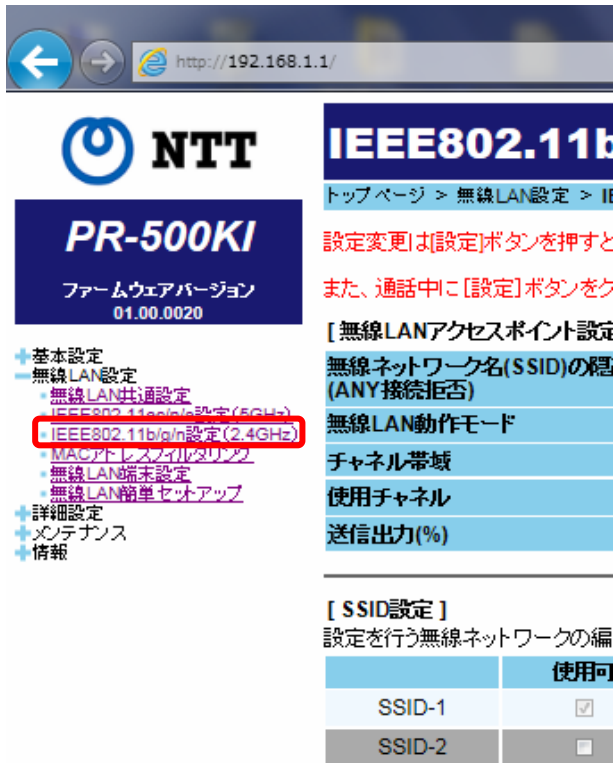 http://192.168.1.1/
NTT
PR-500KI
ファームウェアバージョン
01.00.0020
基本設定
無線LAN設定
無線LAN共通設定
IEEE802.11ac/n/a設定(5GHz)
IEEE802.11b/g/n設定(2.4GHz)
MACアドレスフィルタリング
無線LAN端末設定
無線LAN簡単セットアップ
詳細設定
メンテナンス
情報
IEEE802.11b
トップページ > 無線LAN設定 > IE
設定変更は[設定]ボタンを押すと
また、通話中に[設定]ボタンをク
[無線LANアクセスポイント設定
無線ネットワーク名(SSID)の隠
(ANY接続拒否)
無線LAN動作モード
チャネル帯域
使用チャネル
送信出力(%)
[ SSID設定 ]
設定を行う無線ネットワークの編
使用可
SSID-1
SSID-2